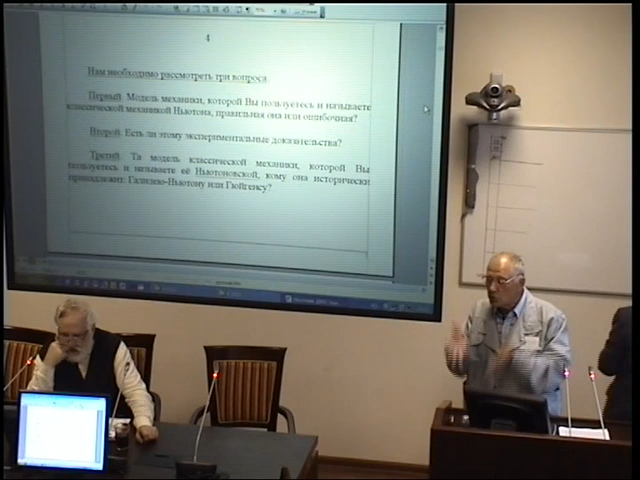 4
Нам необходимо рассмотреть три вопроса.
Первый. Модель механики, которой Вы пользуетесь и называете
классической механикой Ньютона, правильная она или ошибочная?
Второй. Есть ли этому экспериментальные доказательства?
Третий. Та модель классической механики, которой Вы
пользуетесь и называете её Ньютоновской, кому она исторически
принадлежит: Галилею-Ньютону или Гюйгенсу?